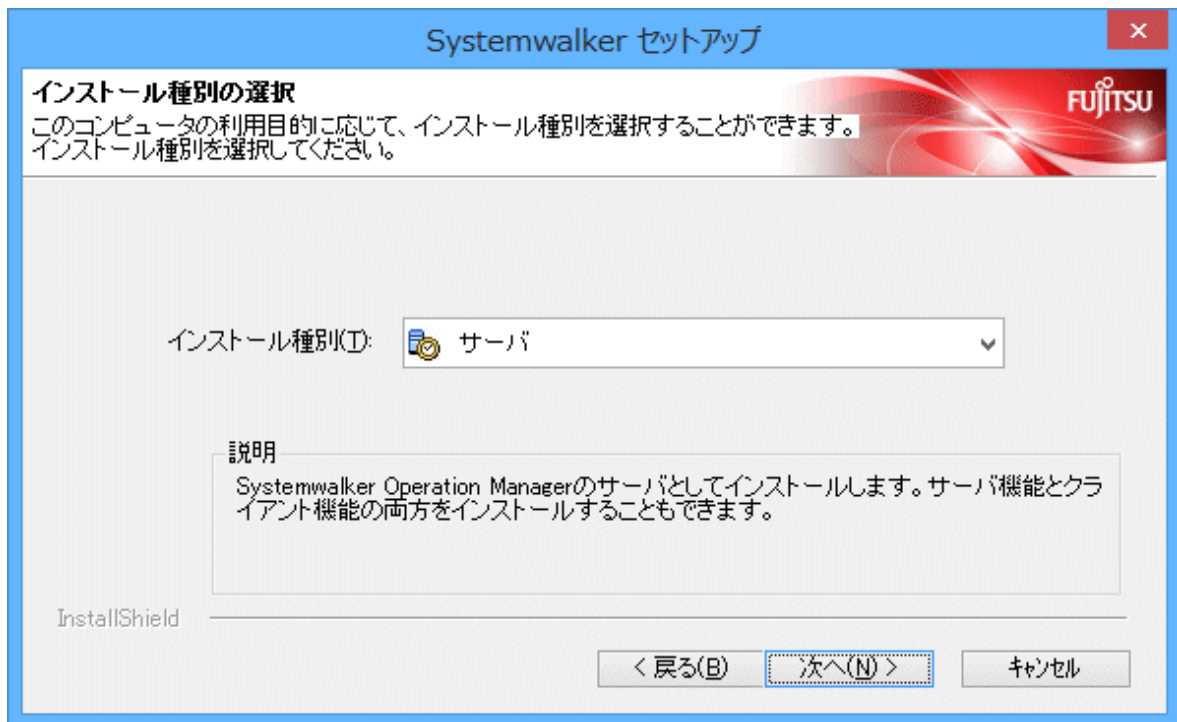 Systemwalker セットアップ
インストール種別の選択
FUJITSU
このコンピュータの利用目的に応じて、インストール種別を選択することができます。
インストール種別を選択してください。
インストール種別(T):
サーバ
説明
Systemwalker Operation Managerのサーバとしてインストールします。サーバ機能とクラ
イアント機能の両方をインストールすることもできます。
InstallShield
< 戻る(B)
次へ(N) >
キャンセル